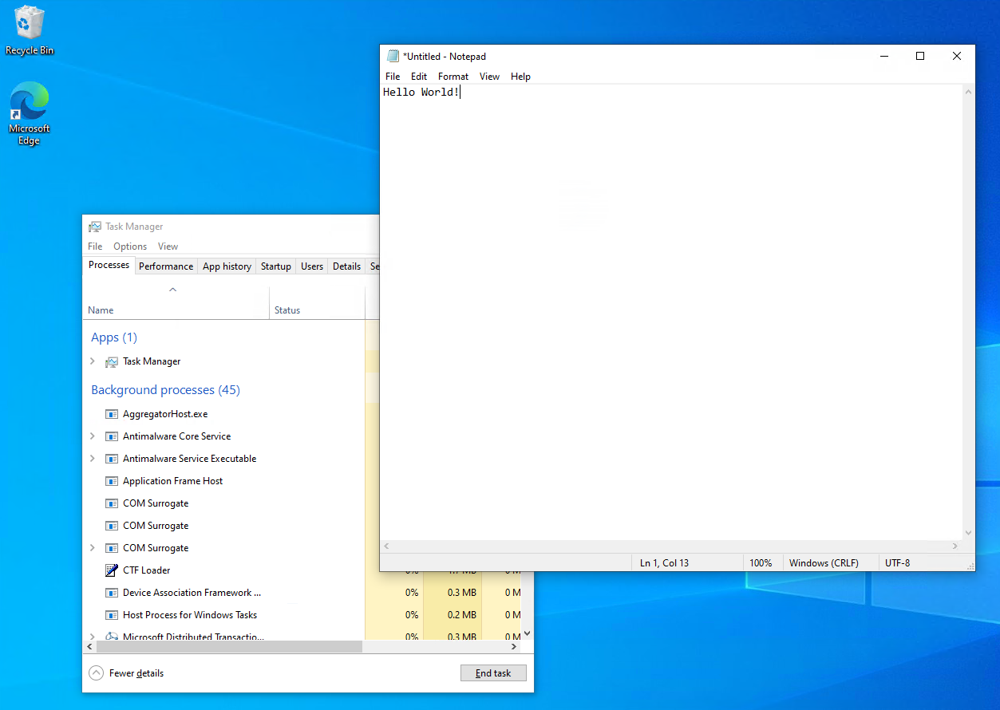 Recycle Bin
Microsoft
Edge
*Untitled - Notepad
File Edit Format View Help
Hello World!
Ln 1, Col 13 100% Windows (CRLF) UTF-8
Task Manager
File Options View
Processes Performance App history Startup Users Details Se
Name Status
Apps (1)
Task Manager
Background processes (45)
AggregatorHost.exe
Antimalware Core Service
Antimalware Service Executable
Application Frame Host
COM Surrogate
COM Surrogate
COM Surrogate
CTF Loader 0% MB 0 M
Device Association Framework ... 0% 0.3 MB 0 M
Host Process for Windows Tasks 0% 0.2 MB 0 M
Microsoft Distributed Transactio... 0% 0.3 MB 0 M
Fewer details End task